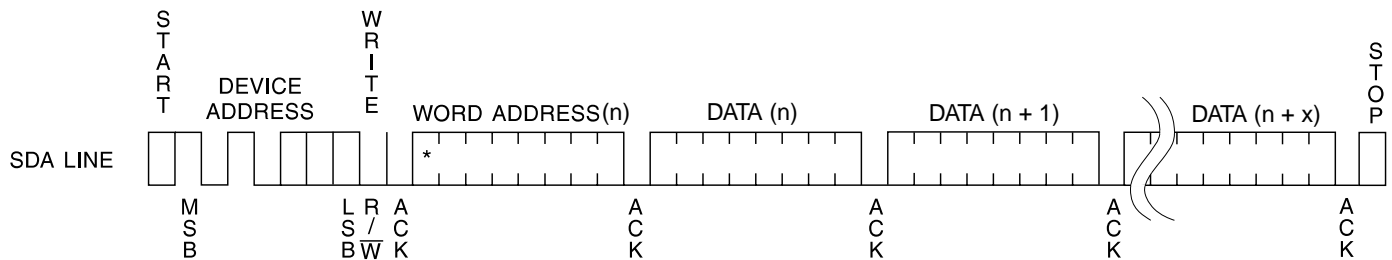 START
WRITE
STOP
DEVICE
ADDRESS
WORD ADDRESS(n)
DATA (n)
DATA (n + 1)
DATA (n + x)
SDA LINE
*
MSB
LSB
R/W̅
ACK
ACK
ACK
ACK
ACK